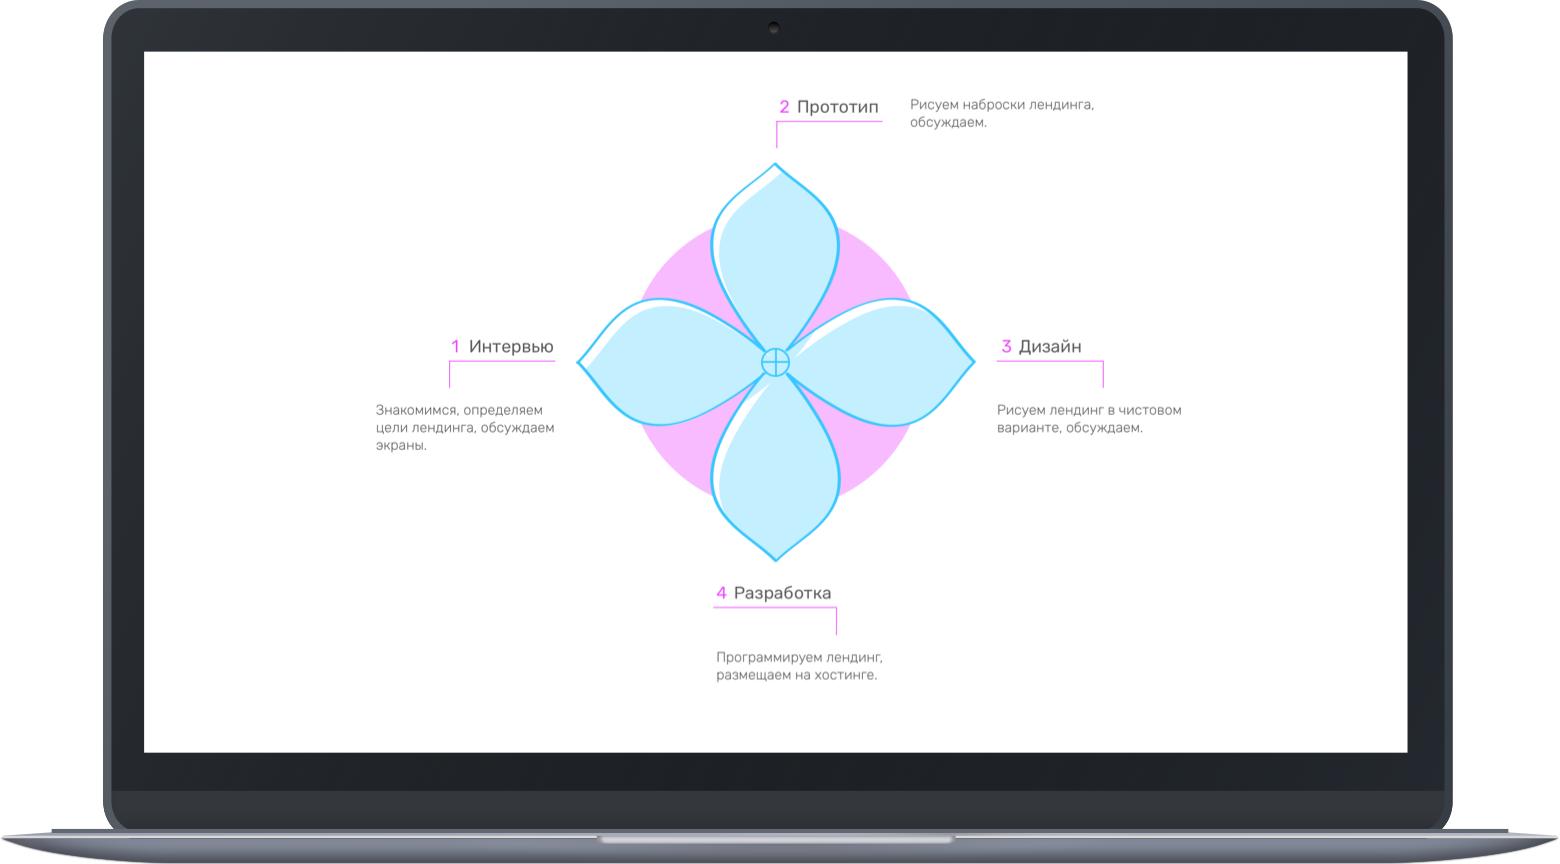 2 Прототип
Рисуем наброски лендинга,
обсуждаем.
1 Интервью
Знакомимся, определяем
цели лендинга, обсуждаем
экраны.
3 Дизайн
Рисуем лендинг в чистовом
варианте, обсуждаем.
4 Разработка
Программируем лендинг,
размещаем на хостинге.